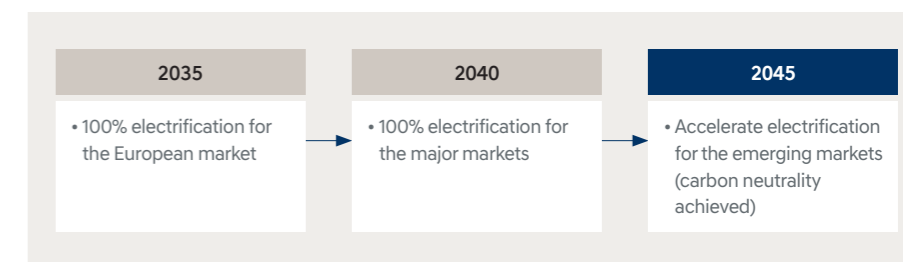 2035
• 100% electrification for
the European market
2040
• 100% electrification for
the major markets
2045
• Accelerate electrification
for the emerging markets
(carbon neutrality
achieved)